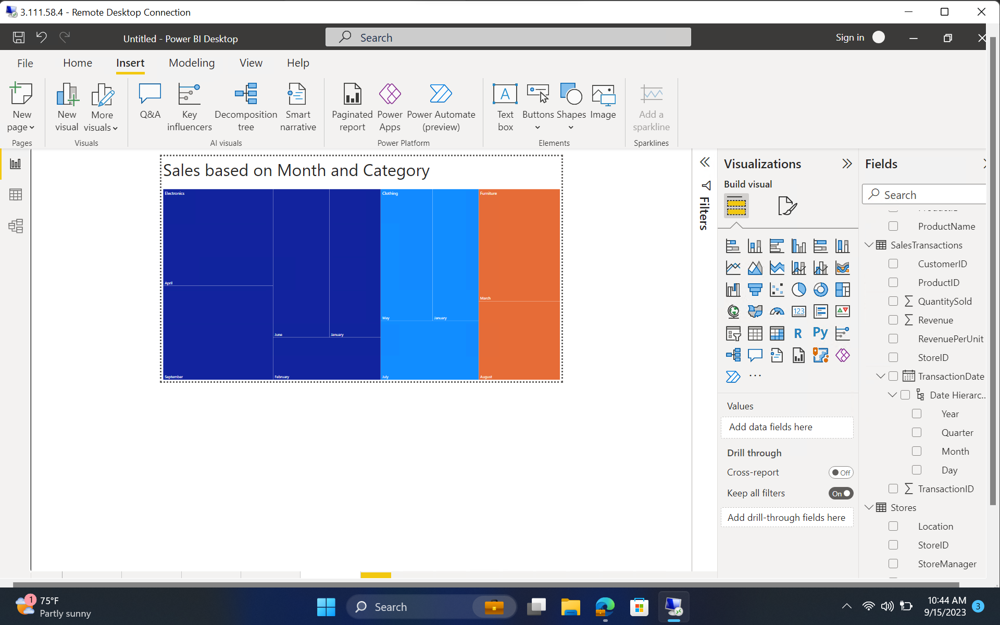 3.111.58.4 - Remote Desktop Connection
Untitled - Power BI Desktop
Search
Sign in
File
Home
Insert
Modeling
View
Help
New page
New visual
More visuals
Q&A
Key influencers
Decomposition tree
Smart narrative
Paginated report
Power Apps
Power Automate (preview)
Text box
Buttons
Shapes
Image
Add a sparkline
Pages
Visuals
AI visuals
Power Platform
Elements
Sparklines
Sales based on Month and Category
Electronics
April
September
June
January
February
Clothing
May
January
July
Furniture
March
August
Filters
Visualizations
Build visual
123
R
Py
...
Values
Add data fields here
Drill through
Cross-report
Off
Keep all filters
On
Add drill-through fields here
Fields
Search
ProductName
SalesTransactions
CustomerID
ProductID
∑ QuantitySold
∑ Revenue
RevenuePerUnit
StoreID
TransactionDate
Date Hierarc...
Year
Quarter
Month
Day
∑ TransactionID
Stores
Location
StoreID
StoreManager
1
75°F
Partly sunny
Search
10:44 AM
9/15/2023
3